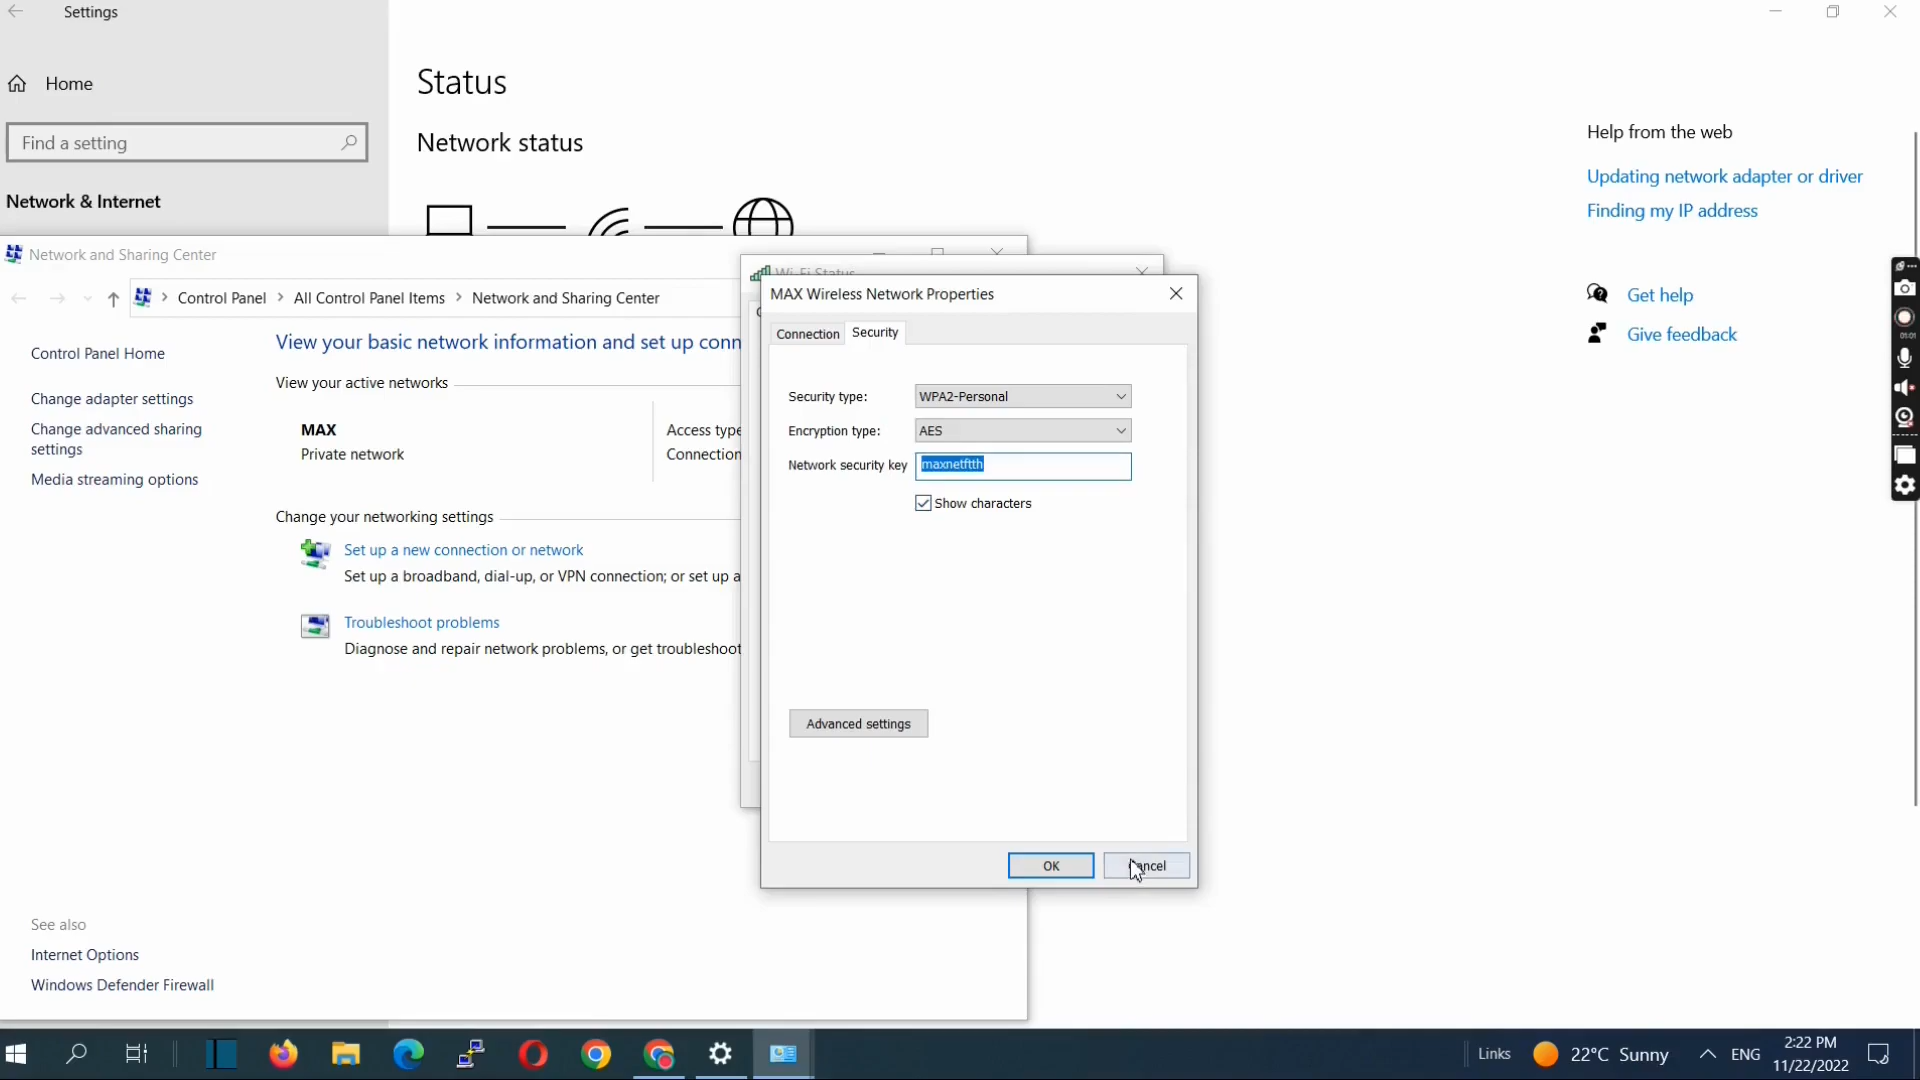 Settings
Home
Find a setting
Network & Internet
Status
Network status
Help from the web
Updating network adapter or driver
Finding my IP address
Get help
Give feedback
Network and Sharing Center
Control Panel
All Control Panel Items
Network and Sharing Center
Control Panel Home
Change adapter settings
Change advanced sharing
settings
Media streaming options
View your basic network information and set up conn
View your active networks
MAX
Private network
Access type
Connection
Change your networking settings
Set up a new connection or network
Set up a broadband, dial-up, or VPN connection; or set up a
Troubleshoot problems
Diagnose and repair network problems, or get troubleshoot
See also
Internet Options
Windows Defender Firewall
Wi-Fi Status
MAX Wireless Network Properties
Connection
Security
Security type:
WPA2-Personal
Encryption type:
AES
Network security key
maxnetftth
Show characters
Advanced settings
OK
ncel
01:01
Links
22°C Sunny
ENG
2:22 PM
11/22/2022